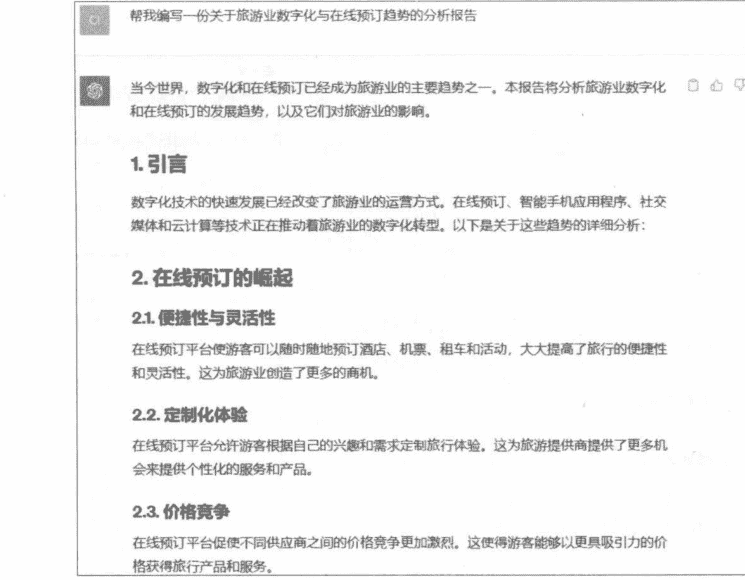 帮我编写一份关于旅游业数字化与在线预订趋势的分析报告
当今世界，数字化和在线预订已经成为旅游业的主要趋势之一。本报告将分析旅游业数字化
和在线预订的发展趋势，以及它们对旅游业的影响。
1. 引言
数字化技术的快速发展已经改变了旅游业的运营方式。在线预订、智能手机应用程序、社交
媒体和云计算等技术正在推动着旅游业的数字化转型。以下是关于这些趋势的详细分析：
2. 在线预订的崛起
2.1. 便捷性与灵活性
在线预订平台使游客可以随时随地预订酒店、机票、租车和活动，大大提高了旅行的便捷性
和灵活性。这为旅游业创造了更多的商机。
2.2. 定制化体验
在线预订平台允许游客根据自己的兴趣和需求定制旅行体验。这为旅游提供商提供了更多机
会来提供个性化的服务和产品。
2.3. 价格竞争
在线预订平台促使不同供应商之间的价格竞争更加激烈。这使得游客能够以更具吸引力的价
格获得旅行产品和服务。